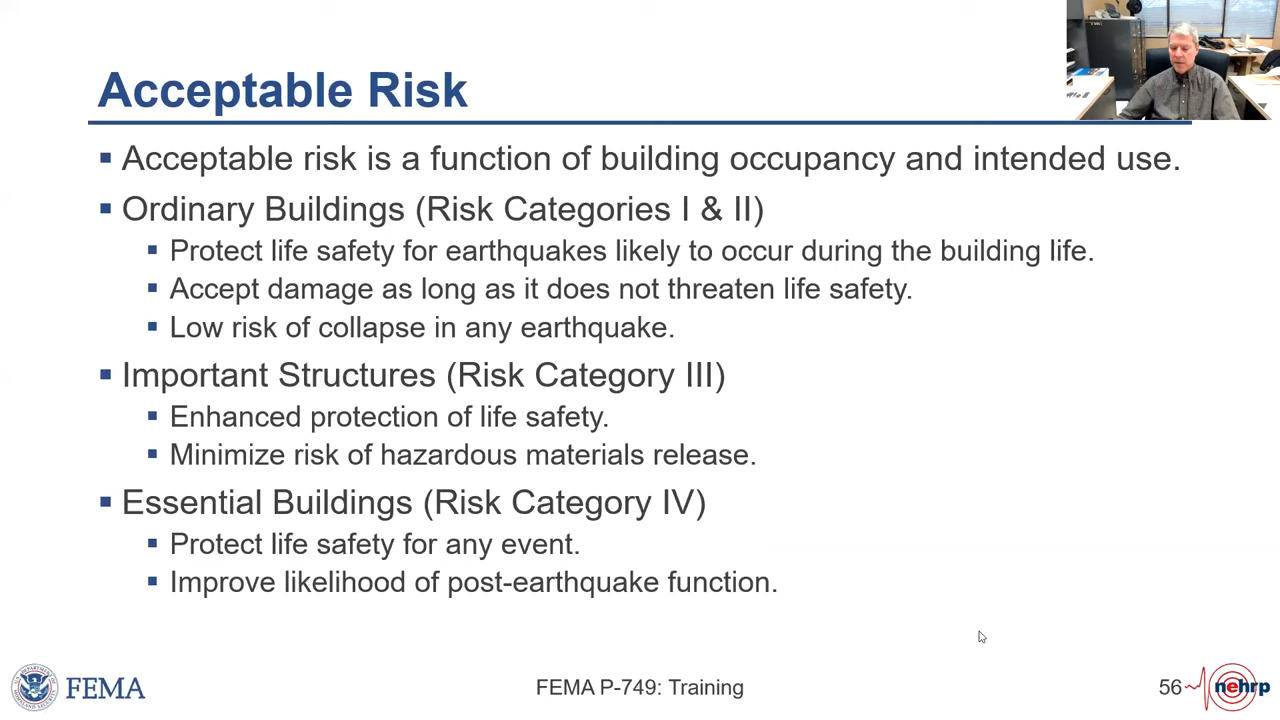 Acceptable Risk
Acceptable risk is a function of building occupancy and intended use.
Ordinary Buildings (Risk Categories I & II)
Protect life safety for earthquakes likely to occur during the building life.
Accept damage as long as it does not threaten life safety.
Low risk of collapse in any earthquake.
Important Structures (Risk Category III)
Enhanced protection of life safety.
Minimize risk of hazardous materials release.
Essential Buildings (Risk Category IV)
Protect life safety for any event.
Improve likelihood of post-earthquake function.
FEMA
FEMA P-749: Training
56
nehrp